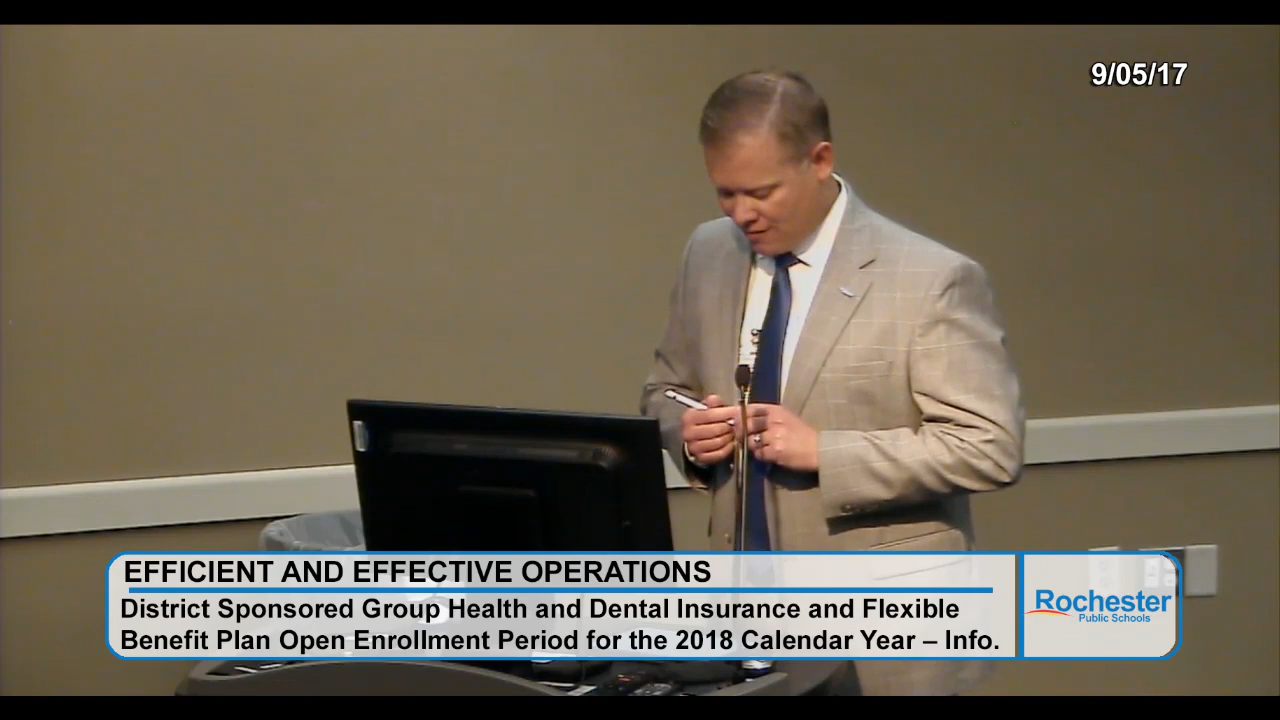 9/05/17
EFFICIENT AND EFFECTIVE OPERATIONS
District Sponsored Group Health and Dental Insurance and Flexible
Benefit Plan Open Enrollment Period for the 2018 Calendar Year – Info.
Rochester
Public Schools